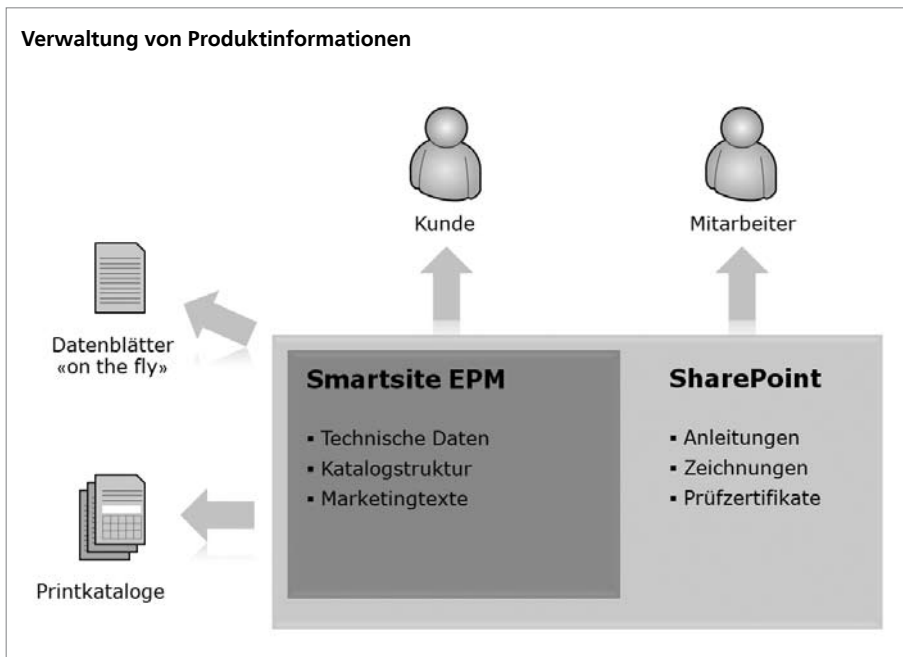 Verwaltung von Produktinformationen
Kunde
Mitarbeiter
Datenblätter
«on the fly»
Smartsite EPM
▪ Technische Daten
▪ Katalogstruktur
▪ Marketingtexte
SharePoint
▪ Anleitungen
▪ Zeichnungen
▪ Prüfzertifikate
Printkataloge